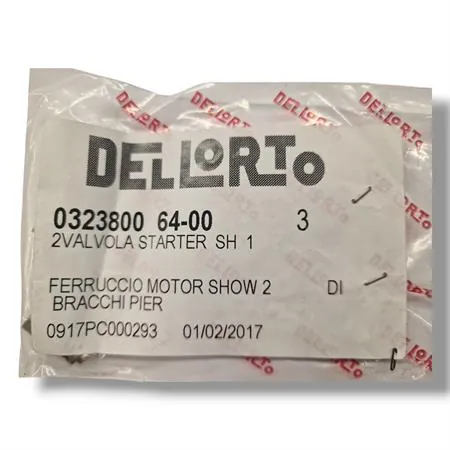 DELLORTO
0323800 64-00 3
2VALVOLA STARTER SH 1
FERRUCCIO MOTOR SHOW 2 DI
BRACCHI PIER
0917PC000293 01/02/2017
6